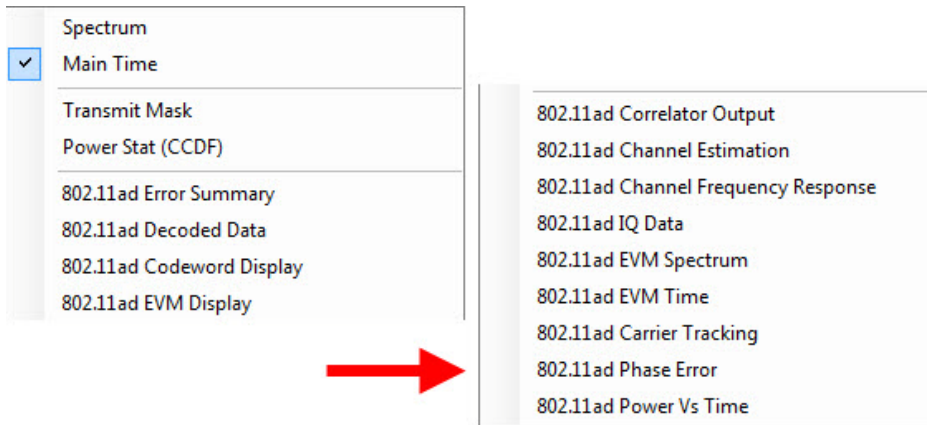 Spectrum
Main Time
Transmit Mask
Power Stat (CCDF)
802.11ad Error Summary
802.11ad Decoded Data
802.11ad Codeword Display
802.11ad EVM Display
802.11ad Correlator Output
802.11ad Channel Estimation
802.11ad Channel Frequency Response
802.11ad IQ Data
802.11ad EVM Spectrum
802.11ad EVM Time
802.11ad Carrier Tracking
802.11ad Phase Error
802.11ad Power Vs Time